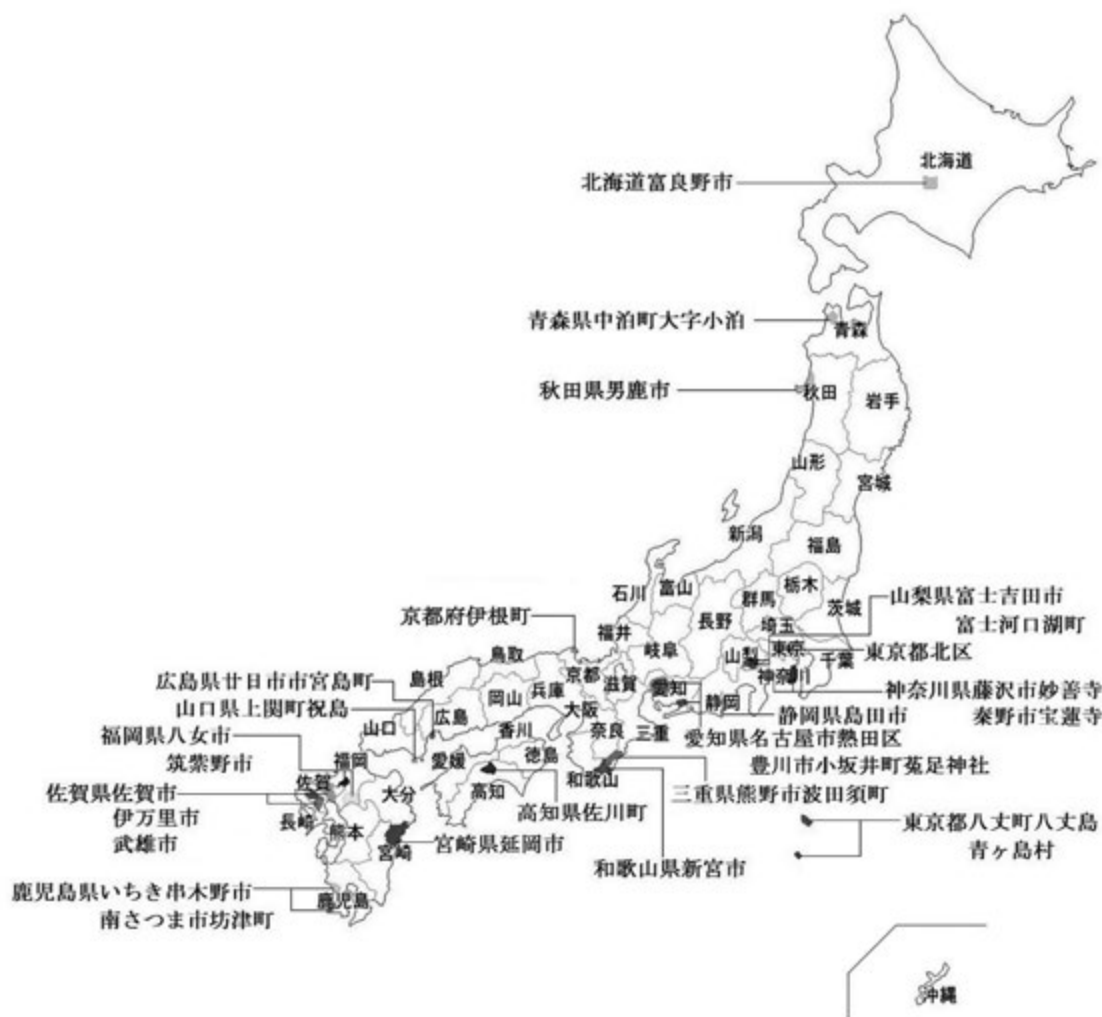 北海道
北海道富良野市
青森県中泊町大字小泊
青森
秋田県男鹿市
秋田
岩手
山形
宮城
新潟
福島
石川
富山
栃木
群馬
茨城
山梨県富士吉田市
富士河口湖町
長野
埼玉
京都府伊根町
福井
岐阜
山梨
東京
千葉
東京都北区
鳥取
島根
京都
滋賀
愛知
神奈川
広島県廿日市市宮島町
岡山
兵庫
静岡
神奈川県藤沢市妙善寺
秦野市宝蓮寺
山口県上関町祝島
山口
広島
大阪
静岡県島田市
福岡県八女市
筑紫野市
香川
奈良
三重
愛知県名古屋市熱田区
豊川市小坂井町菟足神社
福岡
愛媛
徳島
佐賀
大分
高知
和歌山
佐賀県佐賀市
伊万里市
武雄市
三重県熊野市波田須町
高知県佐川町
長崎
熊本
宮崎
宮崎県延岡市
和歌山県新宮市
東京都八丈町八丈島
青ヶ島村
鹿児島県いちき串木野市
南さつま市坊津町
鹿児島
沖縄